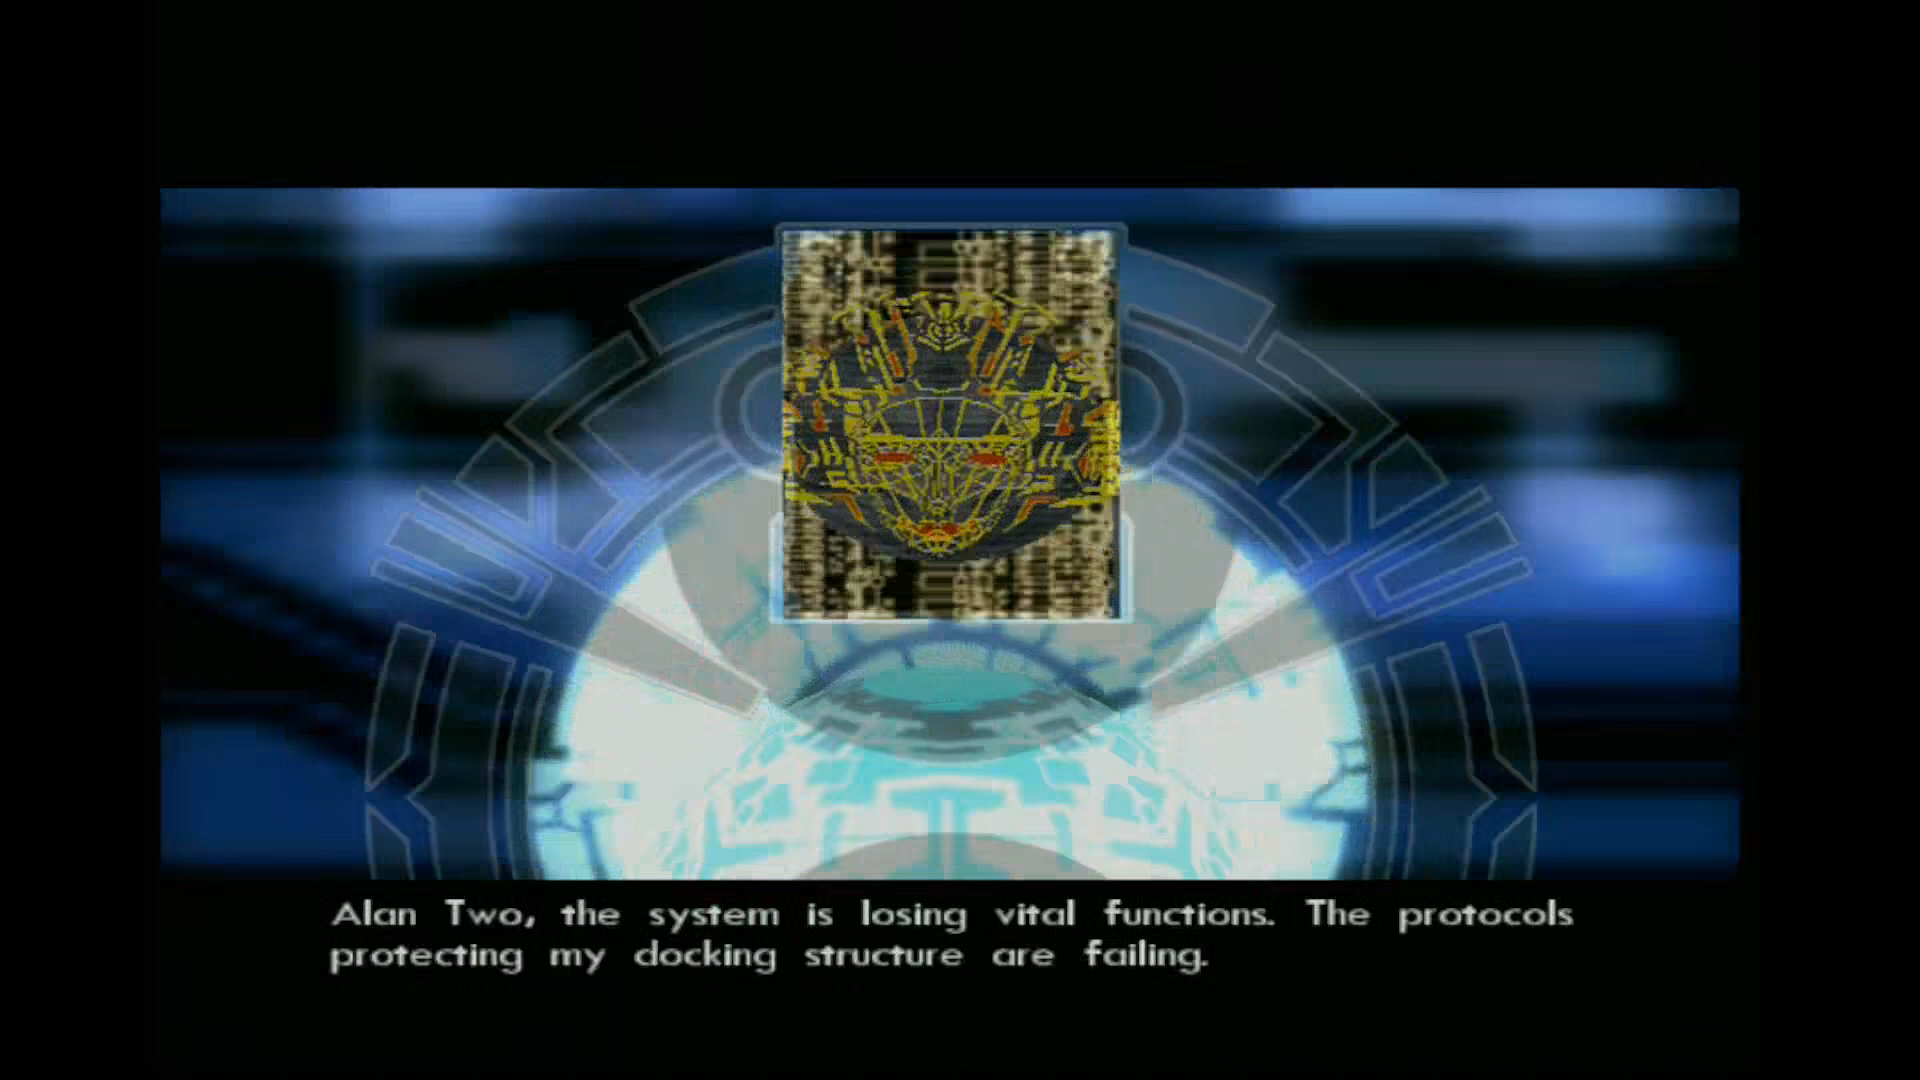 Alan Two, the system is losing vital functions. The protocols
protecting my docking structure are failing.